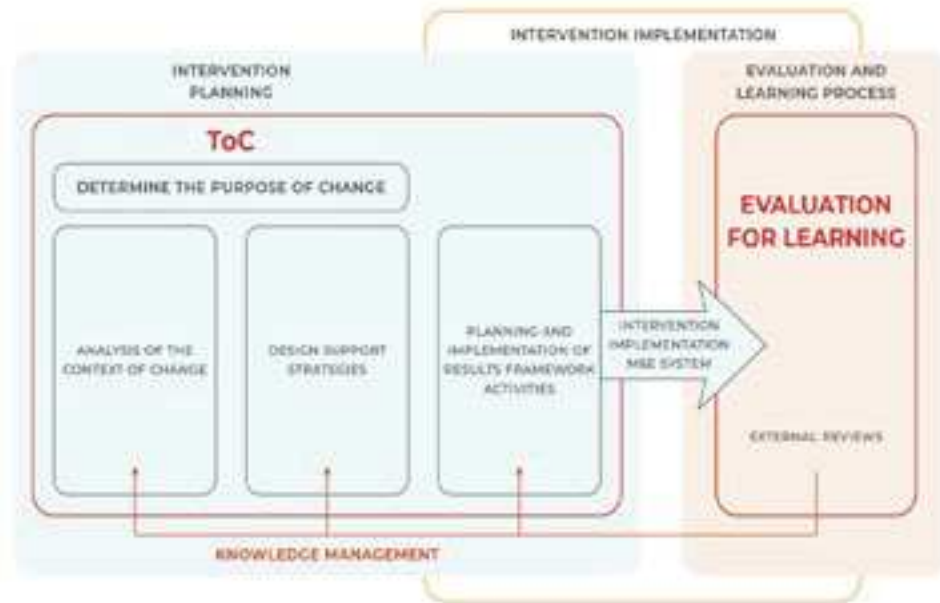 INTERVENTION IMPLEMENTATION
INTERVENTION
PLANNING
EVALUATION AND
LEARNING PROCESS
ToC
DETERMINE THE PURPOSE OF CHANGE
ANALYSIS OF THE
CONTEXT OF CHANGE
DESIGN SUPPORT
STRATEGIES
PLANNING AND
IMPLEMENTATION OF
RESULTS FRAMEWORK
ACTIVITIES
INTERVENTION
IMPLEMENTATION
M&E SYSTEM
EVALUATION
FOR LEARNING
EXTERNAL REVIEWS
KNOWLEDGE MANAGEMENT